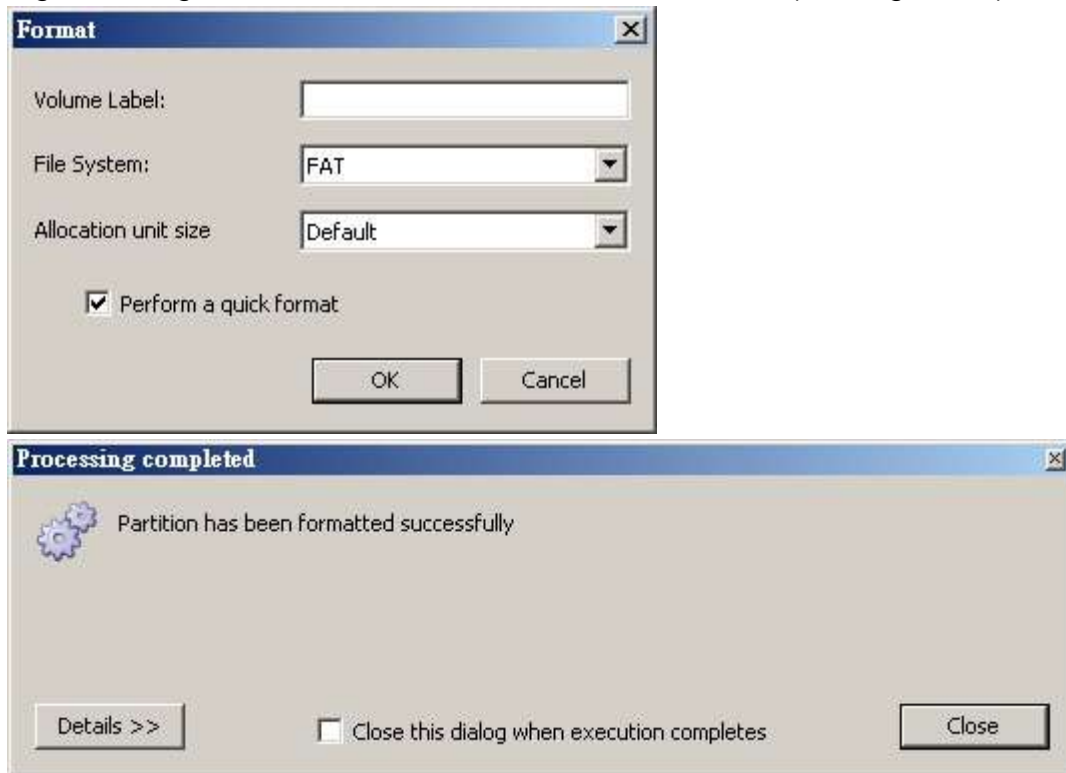 Format
Volume Label:
File System: FAT
Allocation unit size Default
Perform a quick format
OK Cancel
Processing completed
Partition has been formatted successfully
Details >> Close this dialog when execution completes Close